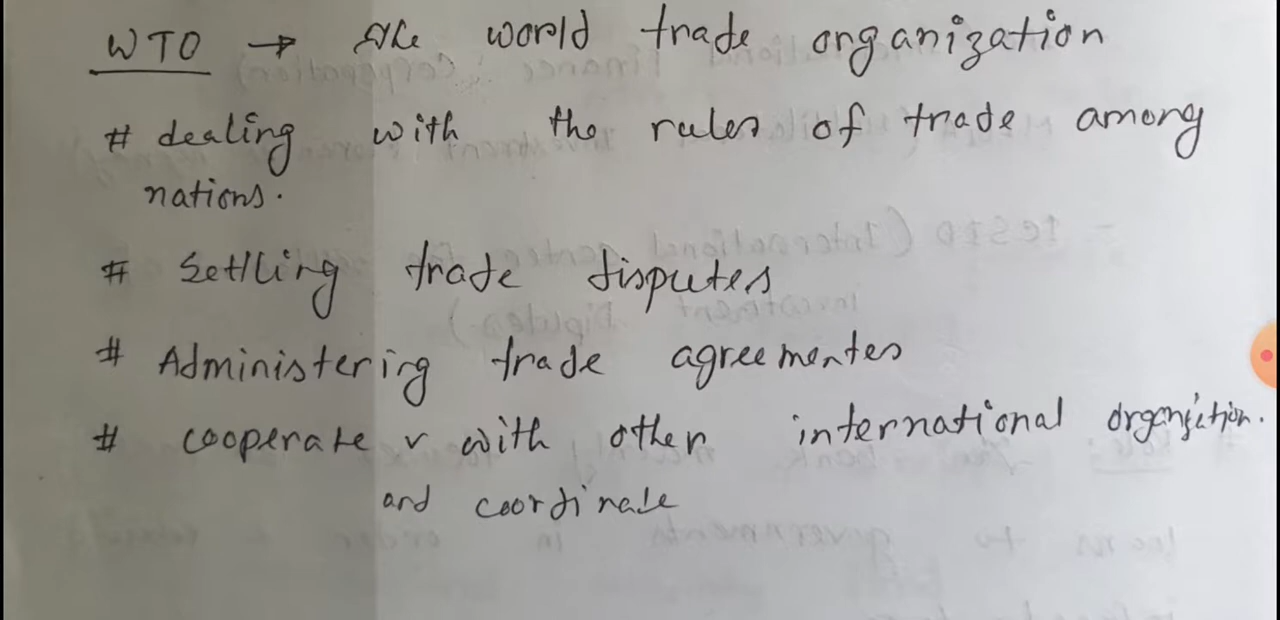 WTO → The world trade organization
# dealing with the rules of trade among
nations.
# Settling trade disputes
# Administering trade agreementes
# cooperate v with other international organization.
and coordinate